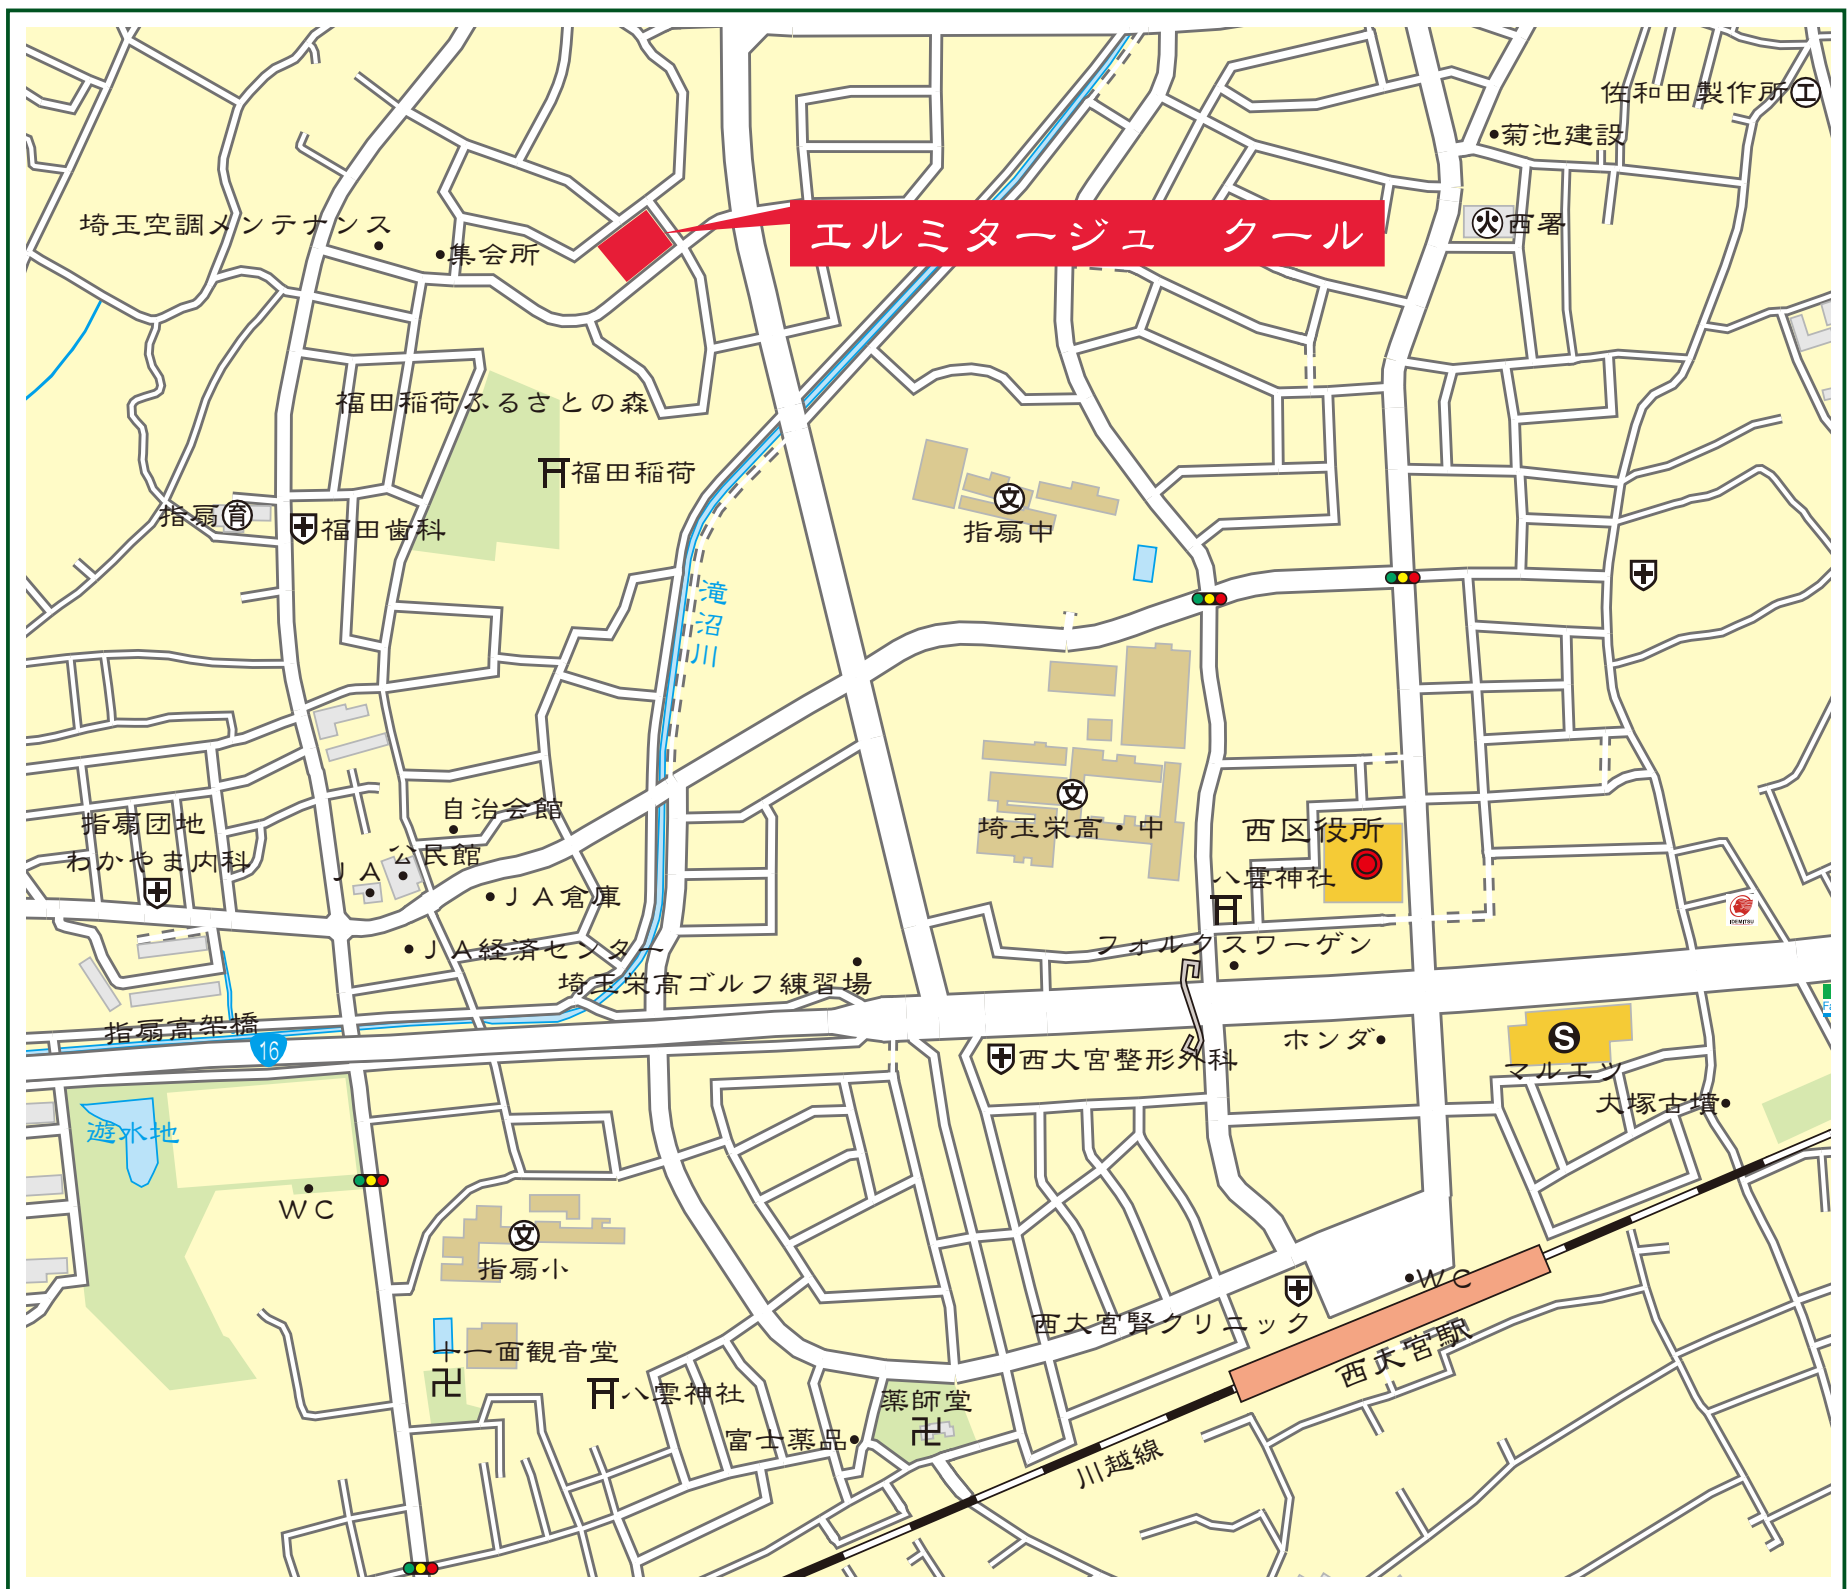 佐和田製作所
工
菊池建設
火
西署
エルミタージュ　クール
埼玉空調メンテナンス
集会所
福田稲荷ふるさとの森
福田稲荷
指扇
育
福田歯科
文
指扇中
滝沼川
自治会館
指扇団地
わかやま内科
公民館
ＪＡ
ＪＡ倉庫
文
埼玉栄高・中
西区役所
八雲神社
IDEMITSU
ＪＡ経済センター
フォルクスワーゲン
埼玉栄高ゴルフ練習場
指扇高架橋
16
西大宮整形外科
ホンダ
S
マルエツ
大塚古墳
遊水地
ＷＣ
文
指扇小
ＷＣ
西大宮腎クリニック
西大宮駅
十一面観音堂
八雲神社
薬師堂
富士薬品
川越線